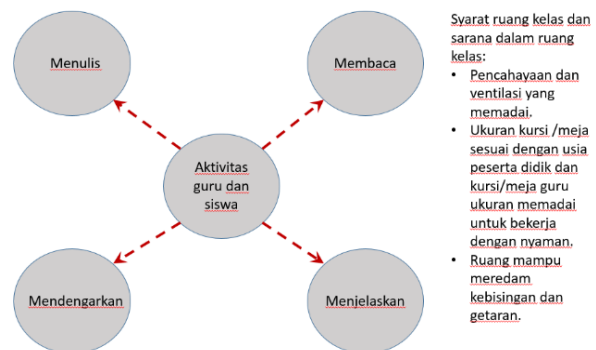 Menulis
Membaca
Aktivitas
guru dan
siswa
Mendengarkan
Menjelaskan
Syarat ruang kelas dan
sarana dalam ruang
kelas:
• Pencahayaan dan
ventilasi yang
memadai.
• Ukuran kursi /meja
sesuai dengan usia
peserta didik dan
kursi/meja guru
ukuran memadai
untuk bekerja
dengan nyaman.
• Ruang mampu
meredam
kebisingan dan
getaran.